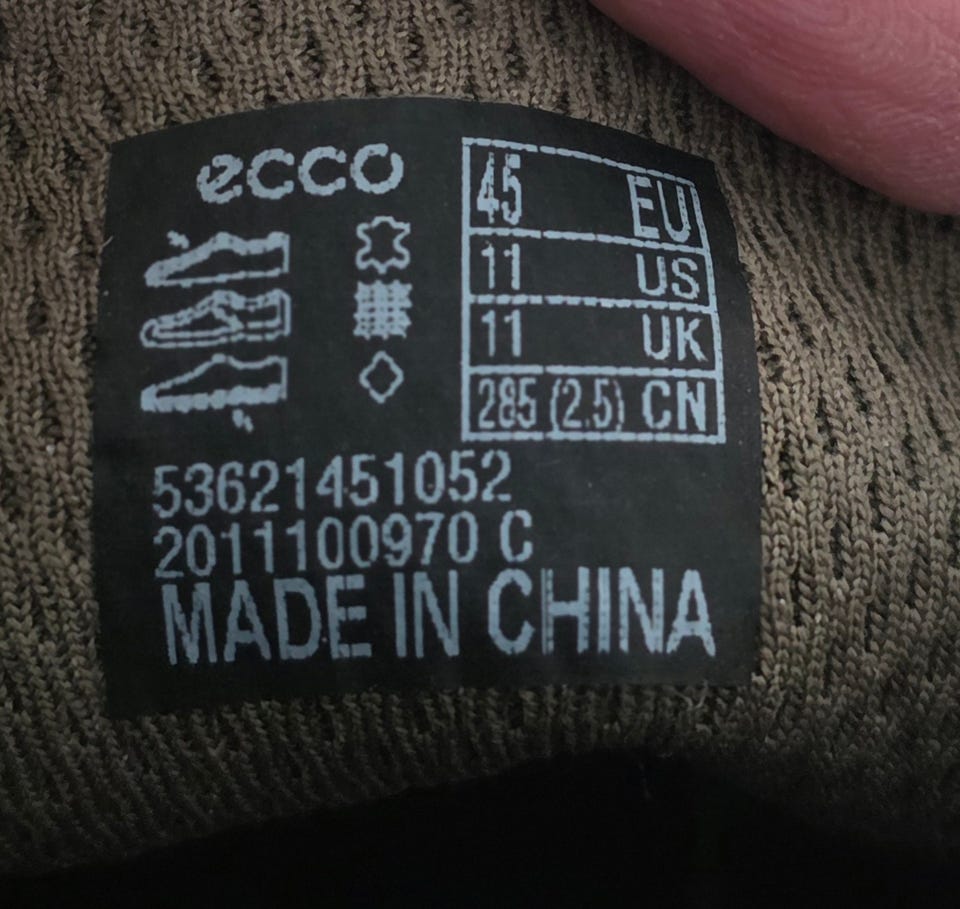 ecco
45 EU
11 US
11 UK
285 (2.5) CN
53621451052
2011100970 C
MADE IN CHINA